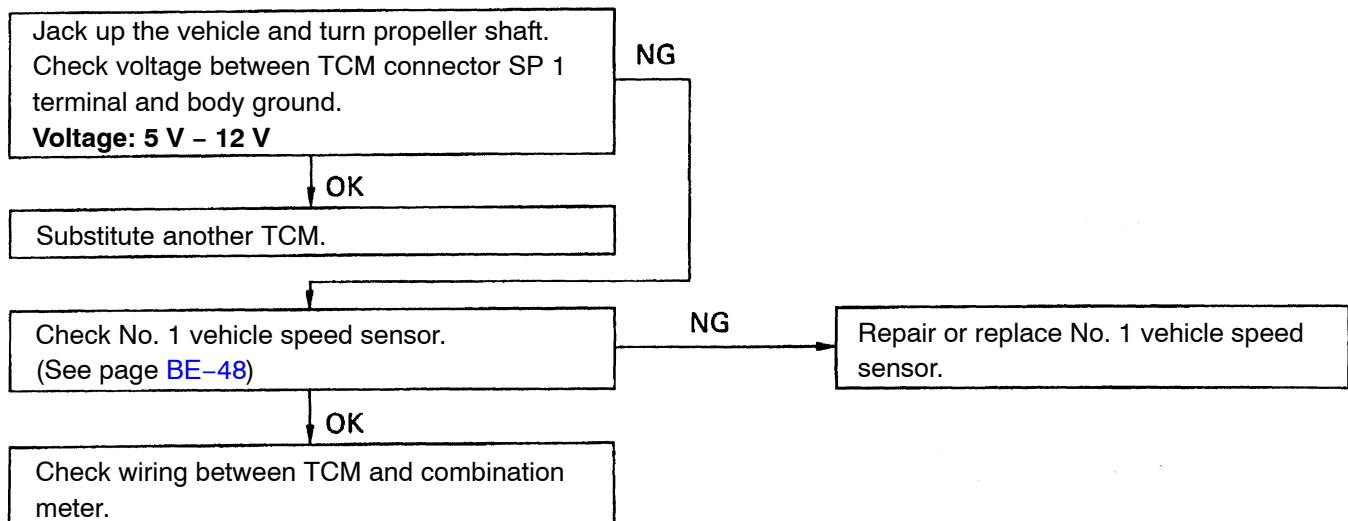 Jack up the vehicle and turn propeller shaft.
Check voltage between TCM connector SP 1
terminal and body ground.
Voltage: 5 V – 12 V
NG
OK
Substitute another TCM.
Check No. 1 vehicle speed sensor.
(See page BE–48)
NG
Repair or replace No. 1 vehicle speed
sensor.
OK
Check wiring between TCM and combination
meter.